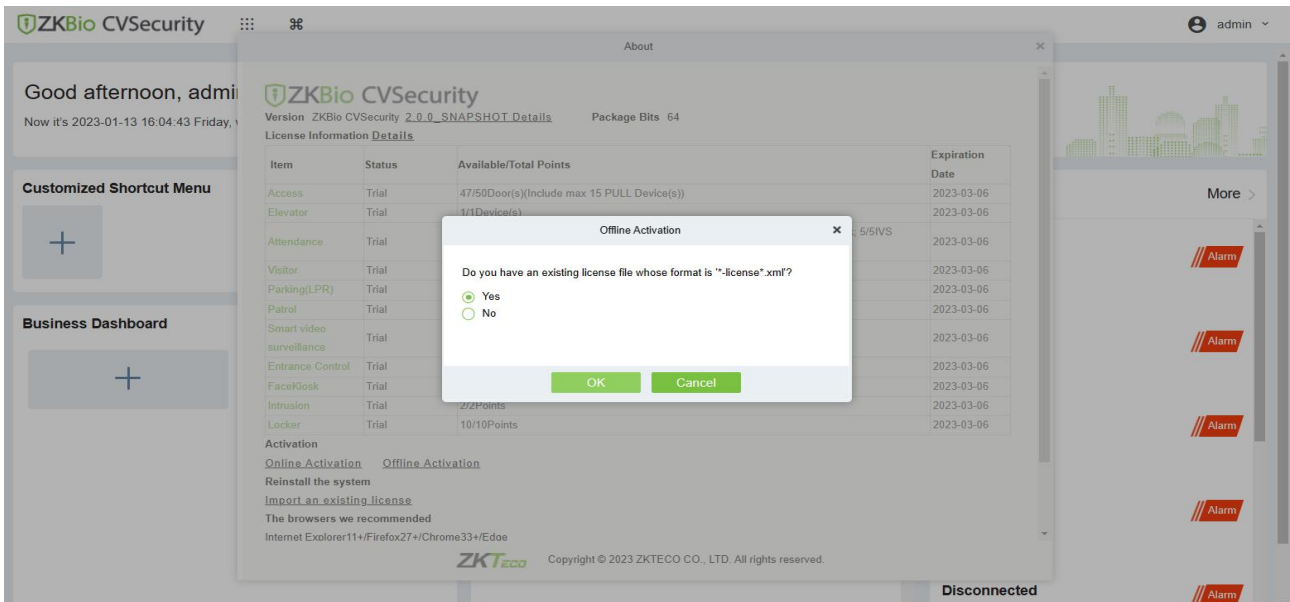 ZKBio CVSecurity
admin
About
Good afternoon, admi
Now it's 2023-01-13 16:04:43 Friday,
ZKBio CVSecurity
Version ZKBio CVSecurity 2.0.0_SNAPSHOT Details Package Bits 64
License Information Details
Item Status Available/Total Points Expiration Date
Access Trial 47/50Door(s)(Include max 15 PULL Device(s)) 2023-03-06
Elevator Trial 1/1Device(s) 2023-03-06
Attendance Trial 5/5IVS 2023-03-06
Visitor Trial 2023-03-06
Parking(LPR) Trial 2023-03-06
Patrol Trial 2023-03-06
Smart video surveillance Trial 2023-03-06
Entrance Control Trial 2023-03-06
FaceKiosk Trial 2023-03-06
Intrusion Trial 2/2Points 2023-03-06
Locker Trial 10/10Points 2023-03-06
Activation
Online Activation Offline Activation
Reinstall the system
Import an existing license
The browsers we recommended
Internet Explorer11+/Firefox27+/Chrome33+/Edge
ZKTECO Copyright © 2023 ZKTECO CO., LTD. All rights reserved.
Offline Activation
Do you have an existing license file whose format is '*-license*.xml'?
Yes
No
OK Cancel
Customized Shortcut Menu
Business Dashboard
More
Alarm
Alarm
Alarm
Alarm
Disconnected
Alarm